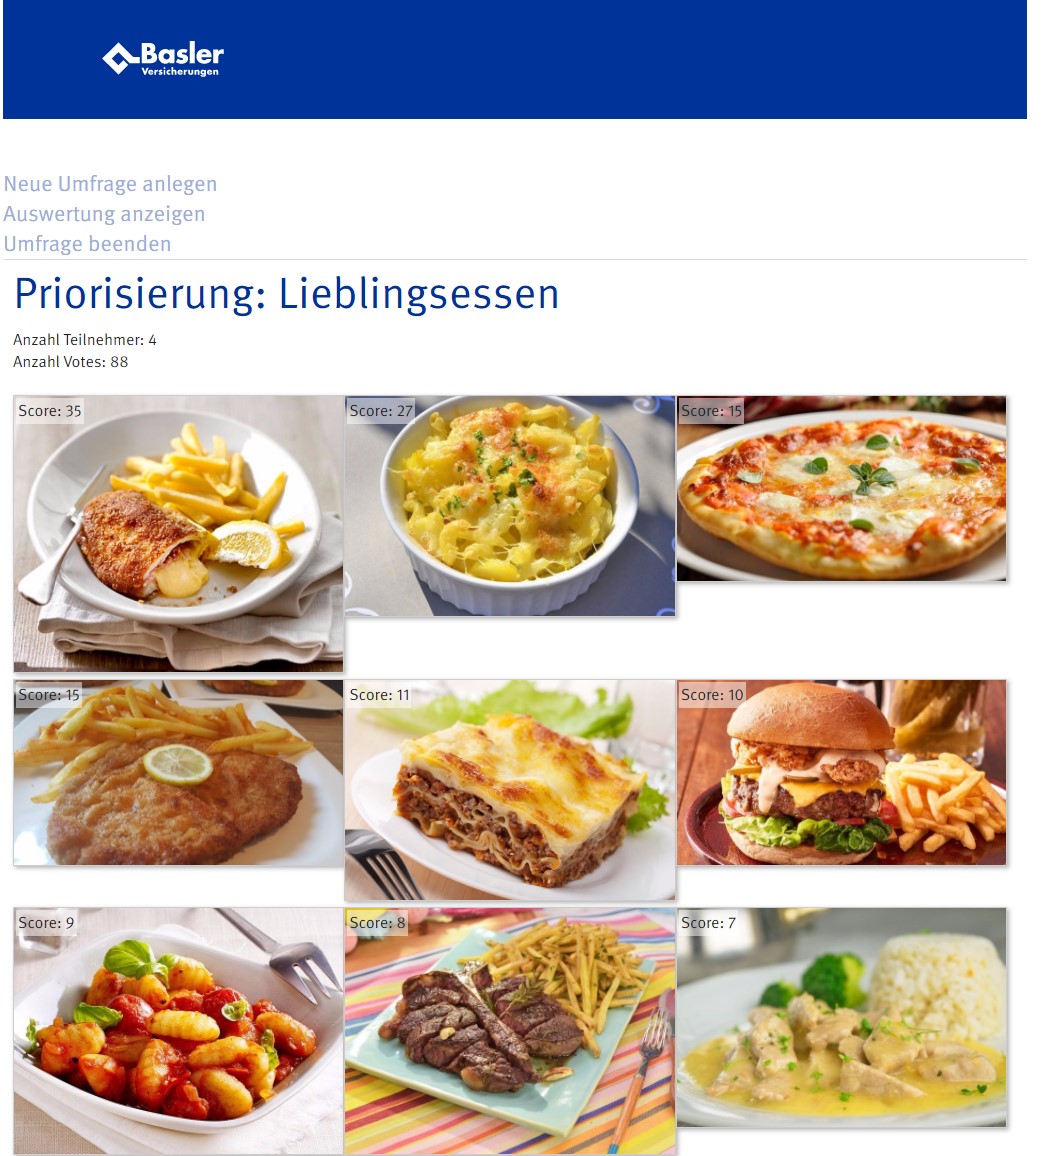 Basler
Versicherungen
Neue Umfrage anlegen
Auswertung anzeigen
Umfrage beenden
Priorisierung: Lieblingsessen
Anzahl Teilnehmer: 4
Anzahl Votes: 88
Score: 35
Score: 27
Score: 15
Score: 15
Score: 11
Score: 10
Score: 9
Score: 8
Score: 7